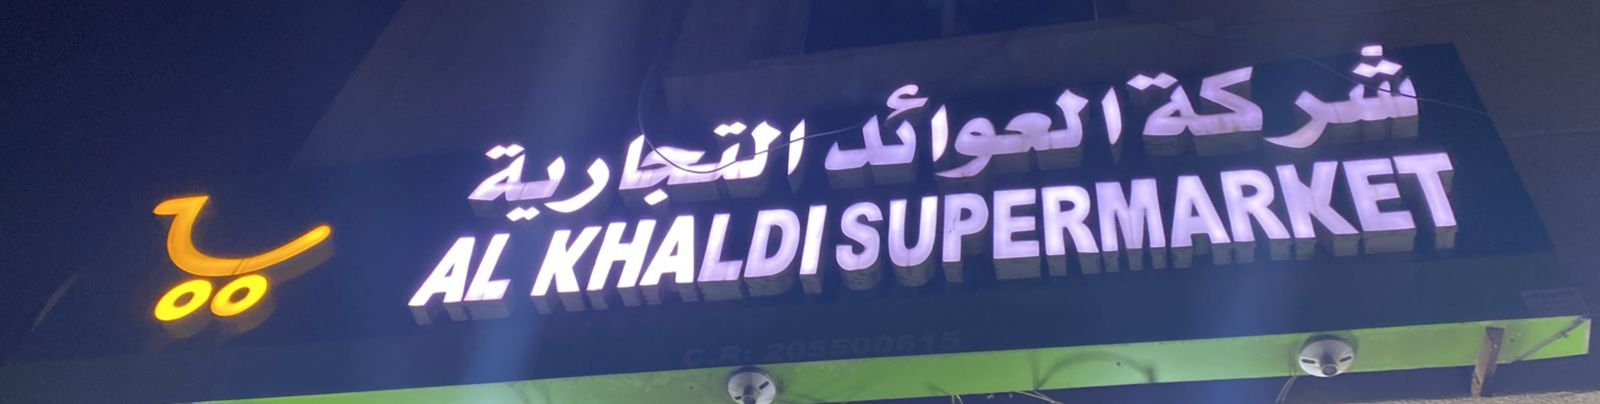 شركة العوائد التجارية
AL KHALDI SUPERMARKET
C.R: 205500615